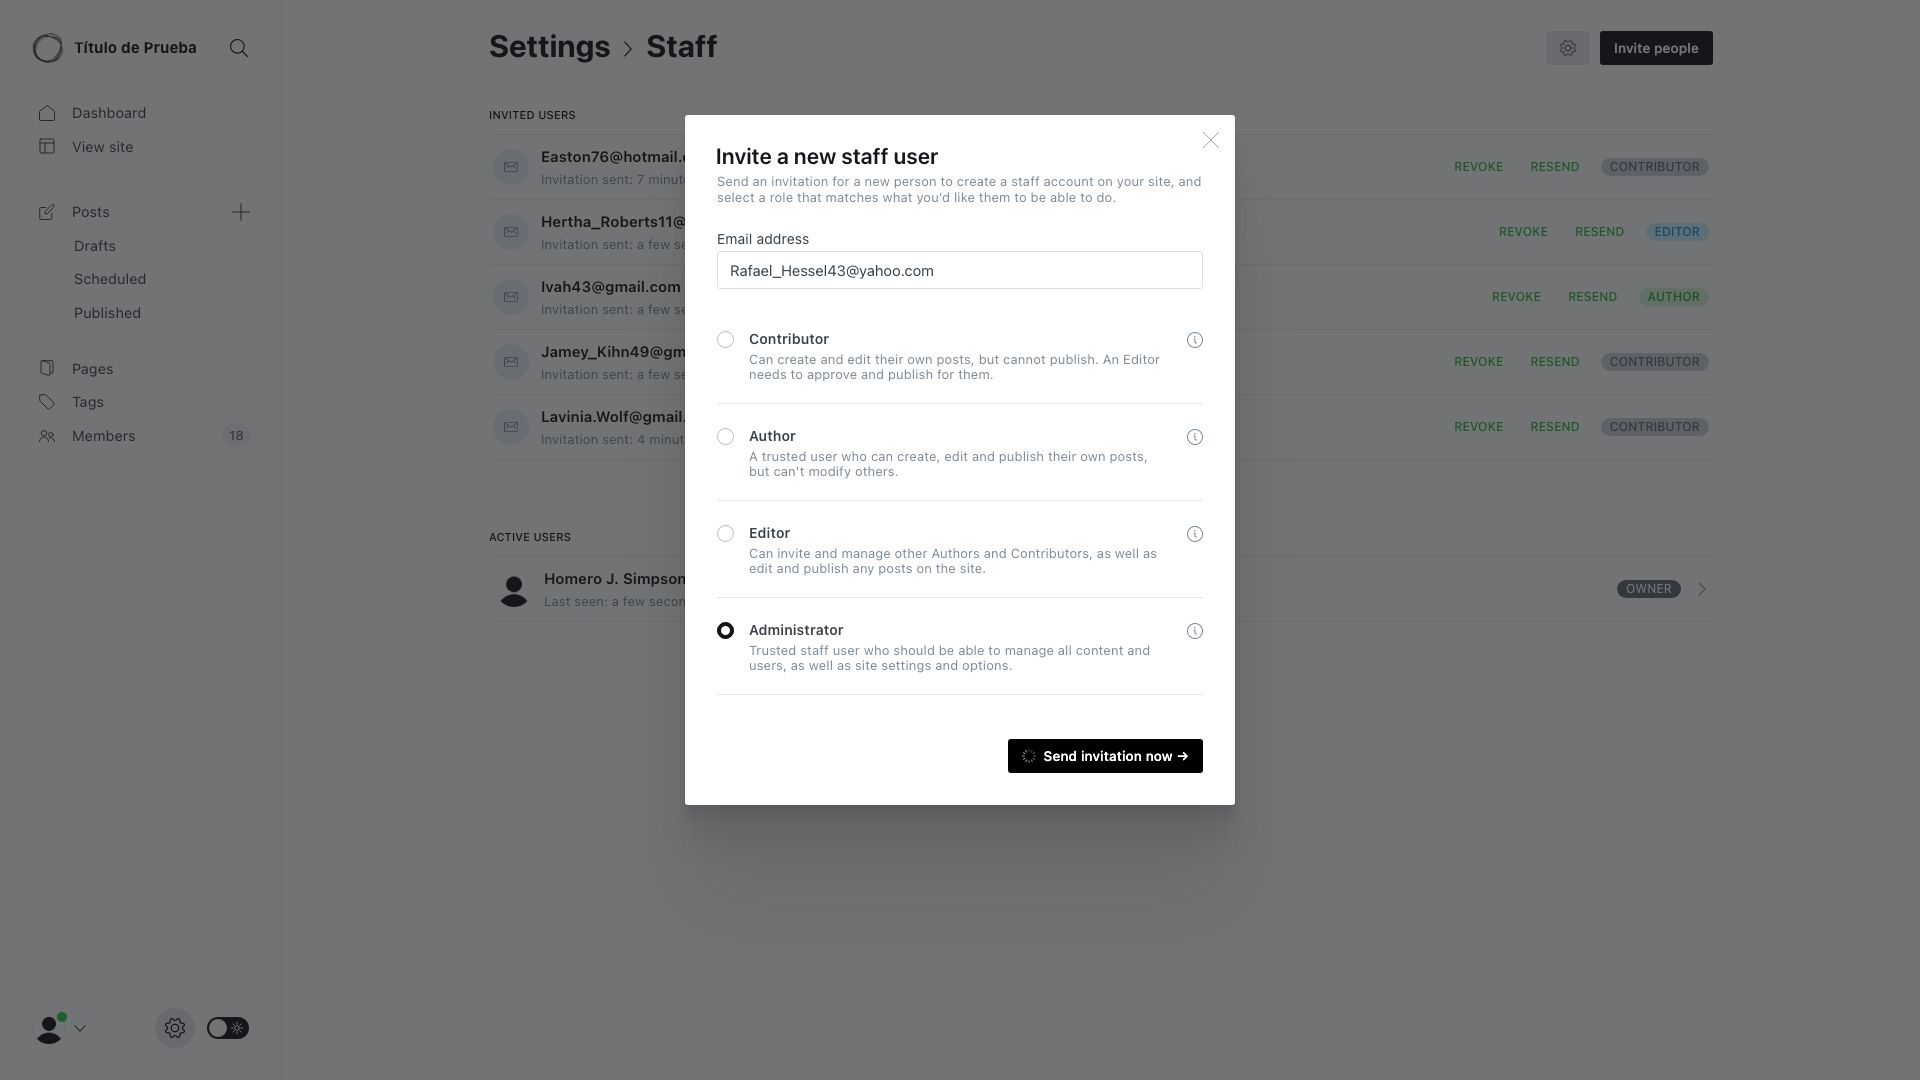 Título de Prueba
Dashboard
View site
Posts
Drafts
Scheduled
Published
Pages
Tags
Members 18
Settings > Staff
Invite people
INVITED USERS
Easton76@hotmail.
Invitation sent: 7 minut
REVOKE RESEND CONTRIBUTOR
Hertha_Roberts11@
Invitation sent: a few se
REVOKE RESEND EDITOR
Ivah43@gmail.com
Invitation sent: a few se
REVOKE RESEND AUTHOR
Jamey_Kihn49@gm
Invitation sent: a few se
REVOKE RESEND CONTRIBUTOR
Lavinia.Wolf@gmail.
Invitation sent: 4 minut
REVOKE RESEND CONTRIBUTOR
ACTIVE USERS
Homero J. Simpson
Last seen: a few secon
OWNER
Invite a new staff user
Send an invitation for a new person to create a staff account on your site, and
select a role that matches what you'd like them to be able to do.
Email address
Rafael_Hessel43@yahoo.com
Contributor
Can create and edit their own posts, but cannot publish. An Editor
needs to approve and publish for them.
Author
A trusted user who can create, edit and publish their own posts,
but can't modify others.
Editor
Can invite and manage other Authors and Contributors, as well as
edit and publish any posts on the site.
Administrator
Trusted staff user who should be able to manage all content and
users, as well as site settings and options.
Send invitation now →